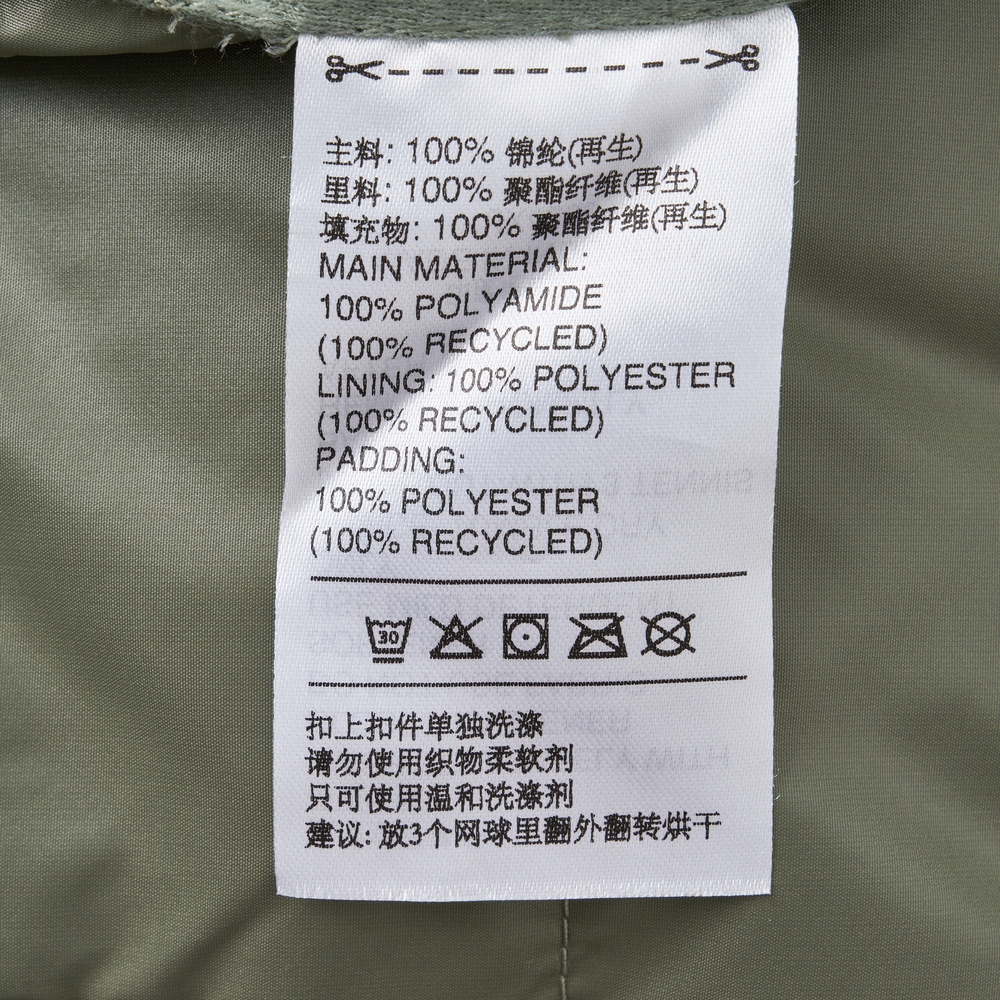 主料: 100% 锦纶(再生)
里料: 100% 聚酯纤维(再生)
填充物: 100% 聚酯纤维(再生)
MAIN MATERIAL:
100% POLYAMIDE
(100% RECYCLED)
LINING: 100% POLYESTER
(100% RECYCLED)
PADDING:
100% POLYESTER
(100% RECYCLED)
30
扣上扣件单独洗涤
请勿使用织物柔软剂
只可使用温和洗涤剂
建议: 放3个网球里翻外翻转烘干